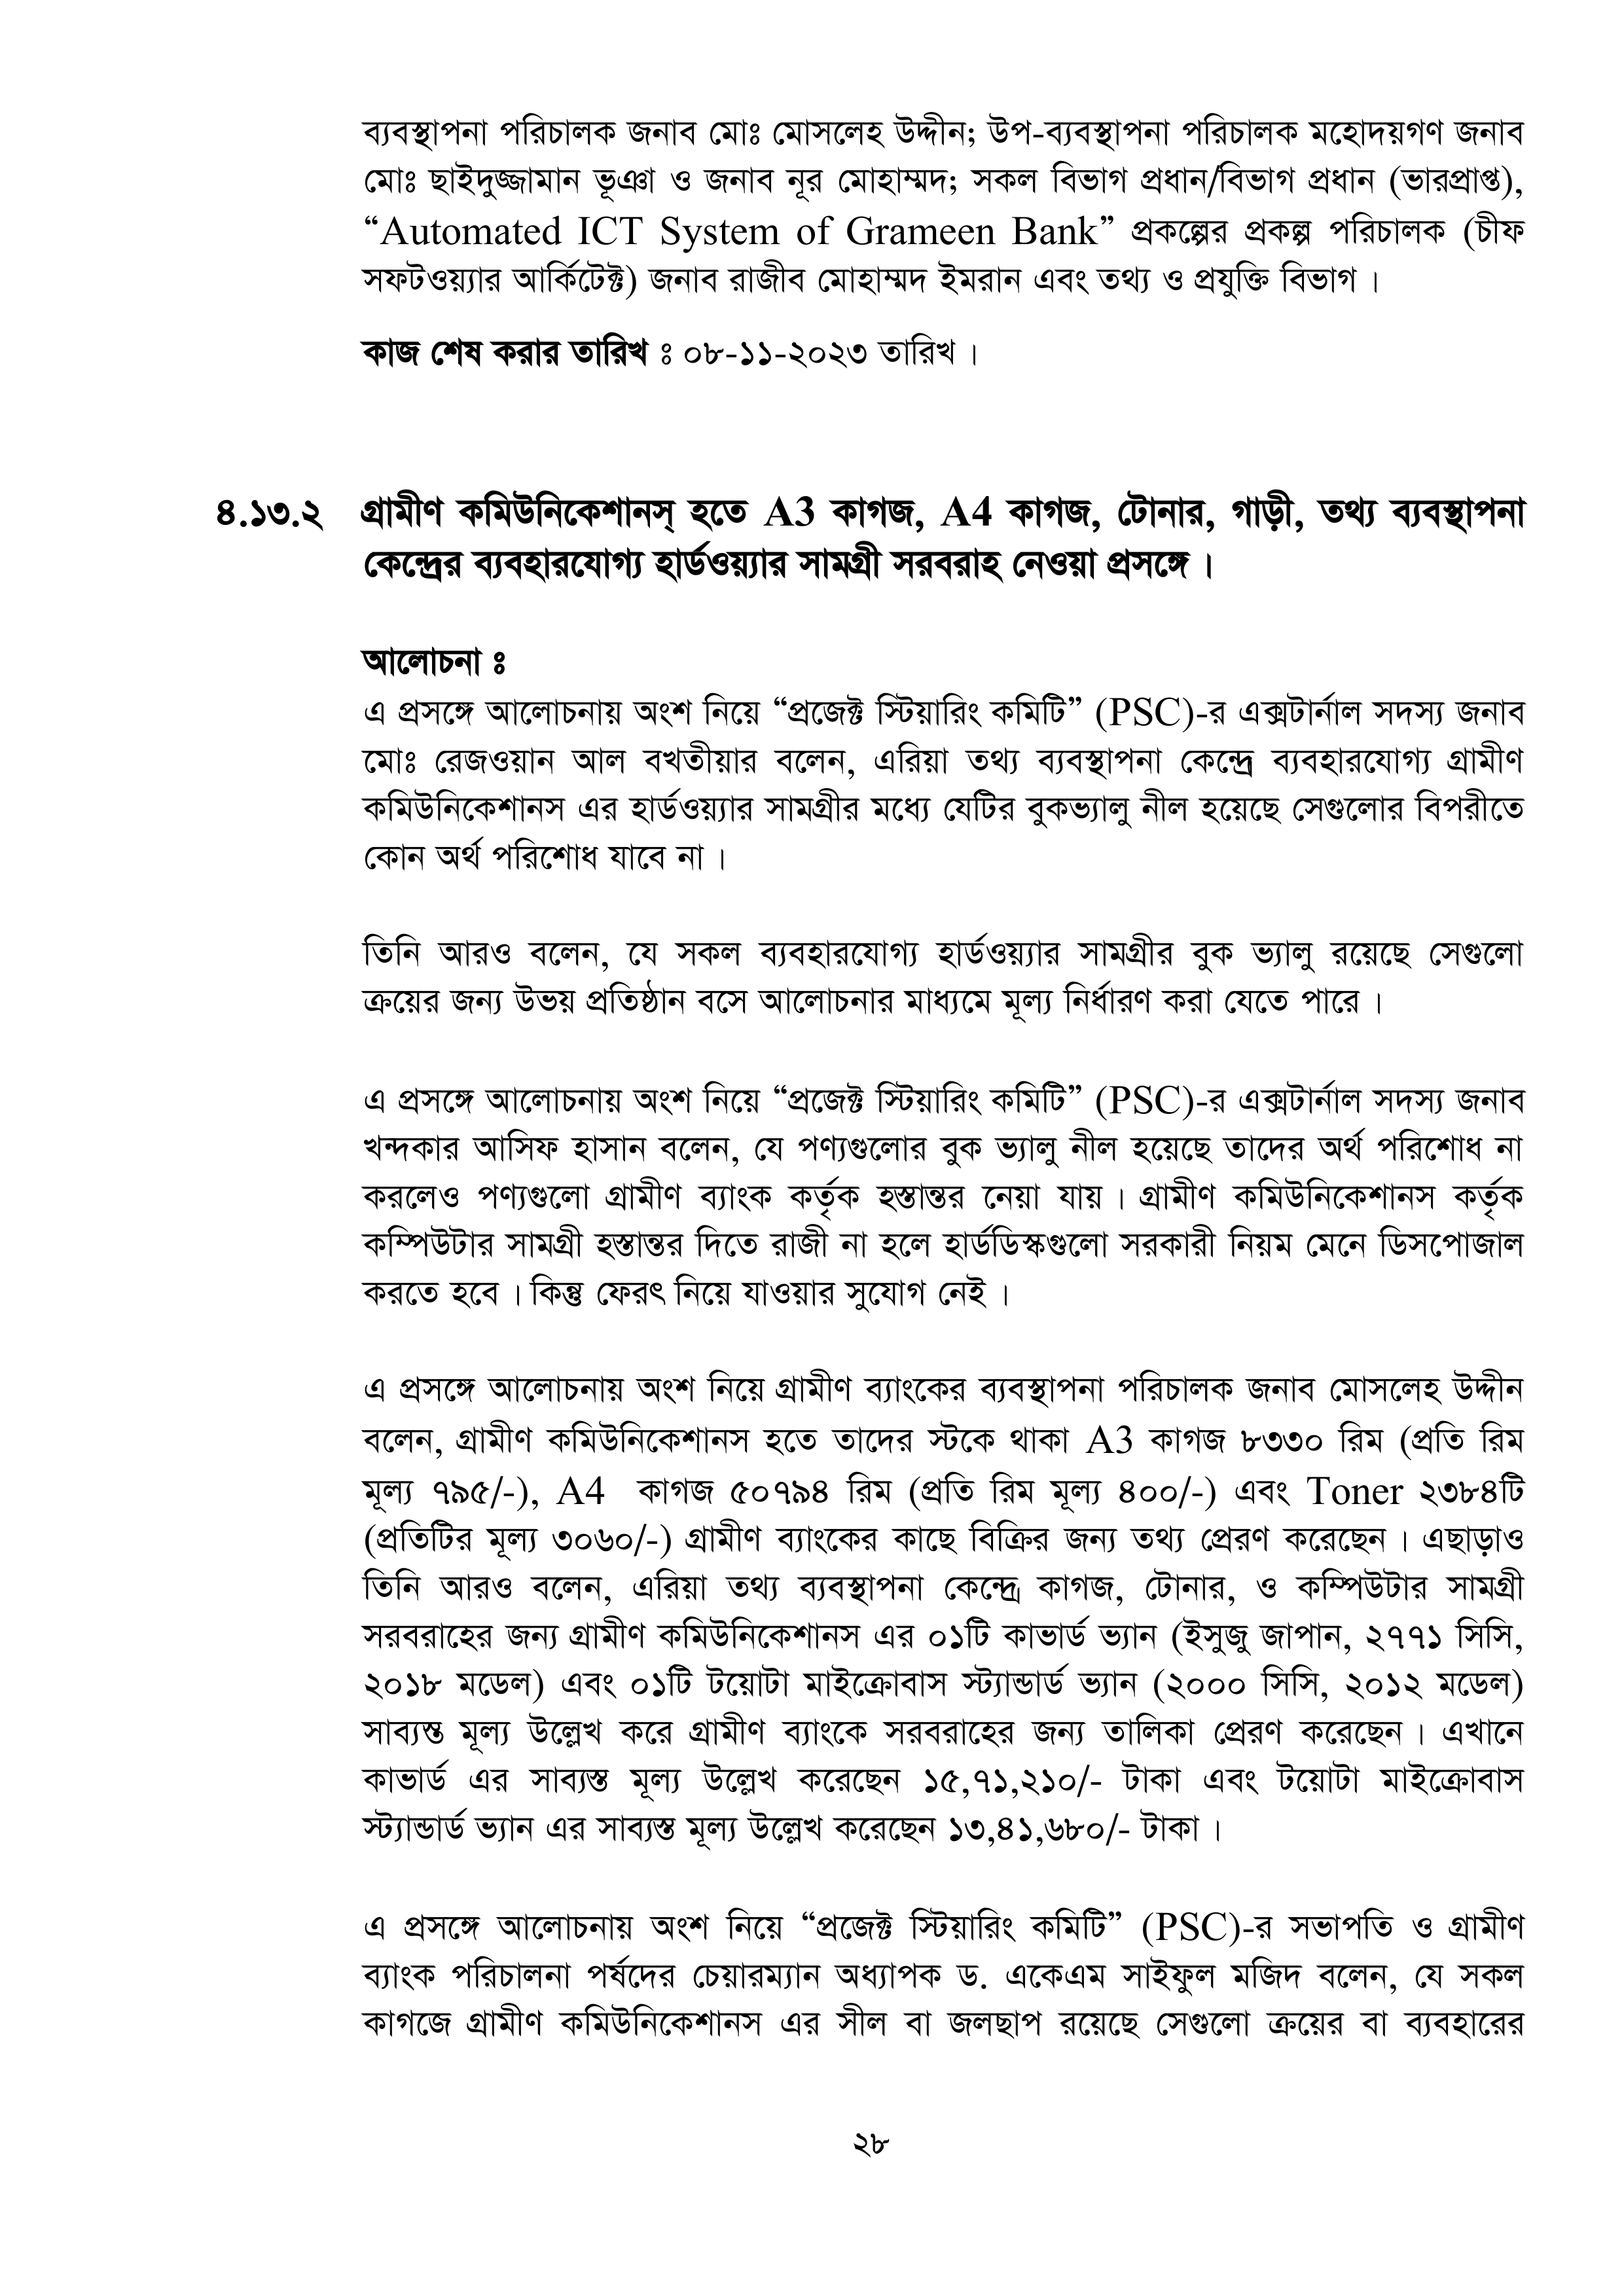 ব্যবস্থাপনা পরিচালক জনাব মোঃ মোসলেহ উদ্দীন; উপ-ব্যবস্থাপনা পরিচালক মহোদয়গণ জনাব
মোঃ ছাইদুজ্জামান ভূঞা ও জনাব নূর মোহাম্মদ; সকল বিভাগ প্রধান/বিভাগ প্রধান (ভারপ্রাপ্ত),
“Automated ICT System of Grameen Bank” প্রকল্পের প্রকল্প পরিচালক (চীফ
সফটওয়্যার আর্কিটেক্ট) জনাব রাজীব মোহাম্মদ ইমরান এবং তথ্য ও প্রযুক্তি বিভাগ।
কাজ শেষ করার তারিখ ঃ ০৮-১১-২০২৩ তারিখ।
৪.১৩.২ গ্রামীণ কমিউনিকেশানস্ হতে A3 কাগজ, A4 কাগজ, টোনার, গাড়ী, তথ্য ব্যবস্থাপনা
কেন্দ্রের ব্যবহারযোগ্য হার্ডওয়্যার সামগ্রী সরবরাহ নেওয়া প্রসঙ্গে।
আলোচনা ঃ
এ প্রসঙ্গে আলোচনায় অংশ নিয়ে “প্রজেক্ট স্টিয়ারিং কমিটি” (PSC)-র এক্সটার্নাল সদস্য জনাব
মোঃ রেজওয়ান আল বখতীয়ার বলেন, এরিয়া তথ্য ব্যবস্থাপনা কেন্দ্রে ব্যবহারযোগ্য গ্রামীণ
কমিউনিকেশানস এর হার্ডওয়্যার সামগ্রীর মধ্যে যেটির বুকভ্যালু নীল হয়েছে সেগুলোর বিপরীতে
কোন অর্থ পরিশোধ যাবে না।
তিনি আরও বলেন, যে সকল ব্যবহারযোগ্য হার্ডওয়্যার সামগ্রীর বুক ভ্যালু রয়েছে সেগুলো
ক্রয়ের জন্য উভয় প্রতিষ্ঠান বসে আলোচনার মাধ্যমে মূল্য নির্ধারণ করা যেতে পারে।
এ প্রসঙ্গে আলোচনায় অংশ নিয়ে “প্রজেক্ট স্টিয়ারিং কমিটি” (PSC)-র এক্সটার্নাল সদস্য জনাব
খন্দকার আসিফ হাসান বলেন, যে পণ্যগুলোর বুক ভ্যালু নীল হয়েছে তাদের অর্থ পরিশোধ না
করলেও পণ্যগুলো গ্রামীণ ব্যাংক কর্তৃক হস্তান্তর নেয়া যায়। গ্রামীণ কমিউনিকেশানস কর্তৃক
কম্পিউটার সামগ্রী হস্তান্তর দিতে রাজী না হলে হার্ডডিস্কগুলো সরকারী নিয়ম মেনে ডিসপোজাল
করতে হবে। কিন্তু ফেরৎ নিয়ে যাওয়ার সুযোগ নেই।
এ প্রসঙ্গে আলোচনায় অংশ নিয়ে গ্রামীণ ব্যাংকের ব্যবস্থাপনা পরিচালক জনাব মোসলেহ উদ্দীন
বলেন, গ্রামীণ কমিউনিকেশানস হতে তাদের স্টকে থাকা A3 কাগজ ৮৩৩০ রিম (প্রতি রিম
মূল্য ৭৯৫/-), A4 কাগজ ৫০৭৯৪ রিম (প্রতি রিম মূল্য ৪০০/-) এবং Toner ২৩৮৪টি
(প্রতিটির মূল্য ৩০৬০/-) গ্রামীণ ব্যাংকের কাছে বিক্রির জন্য তথ্য প্রেরণ করেছেন। এছাড়াও
তিনি আরও বলেন, এরিয়া তথ্য ব্যবস্থাপনা কেন্দ্রে কাগজ, টোনার, ও কম্পিউটার সামগ্রী
সরবরাহের জন্য গ্রামীণ কমিউনিকেশানস এর ০১টি কাভার্ড ভ্যান (ইসুজু জাপান, ২৭৭১ সিসি,
২০১৮ মডেল) এবং ০১টি টয়োটা মাইক্রোবাস স্ট্যান্ডার্ড ভ্যান (২০০০ সিসি, ২০১২ মডেল)
সাব্যস্ত মূল্য উল্লেখ করে গ্রামীণ ব্যাংকে সরবরাহের জন্য তালিকা প্রেরণ করেছেন। এখানে
কাভার্ড এর সাব্যস্ত মূল্য উল্লেখ করেছেন ১৫,৭১,২১০/- টাকা এবং টয়োটা মাইক্রোবাস
স্ট্যান্ডার্ড ভ্যান এর সাব্যস্ত মূল্য উল্লেখ করেছেন ১৩,৪১,৬৮০/- টাকা।
এ প্রসঙ্গে আলোচনায় অংশ নিয়ে “প্রজেক্ট স্টিয়ারিং কমিটি” (PSC)-র সভাপতি ও গ্রামীণ
ব্যাংক পরিচালনা পর্ষদের চেয়ারম্যান অধ্যাপক ড. একেএম সাইফুল মজিদ বলেন, যে সকল
কাগজে গ্রামীণ কমিউনিকেশানস এর সীল বা জলছাপ রয়েছে সেগুলো ক্রয়ের বা ব্যবহারের
২৮